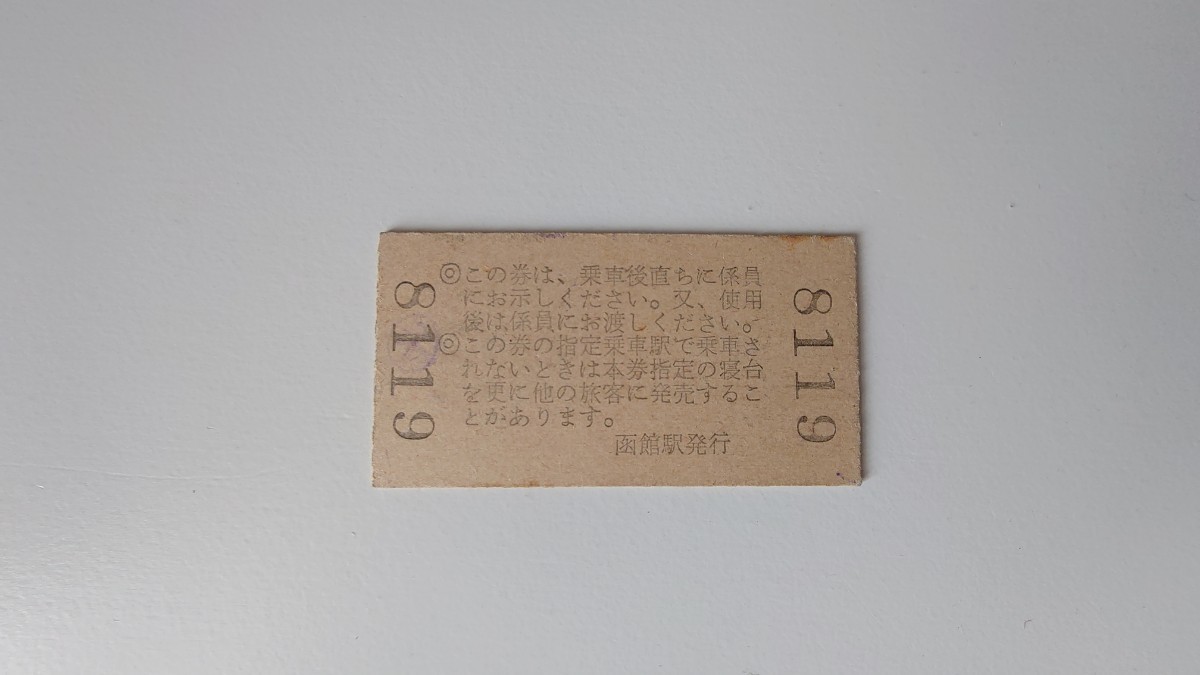 8119
◎この券は、乗車後直ちに係員
にお示しください。又、使用
後は係員にお渡しください。
◎この券の指定乗車駅で乗車さ
れないときは本券指定の寝台
を更に他の旅客に発売するこ
とがあります。
函館駅発行
8119